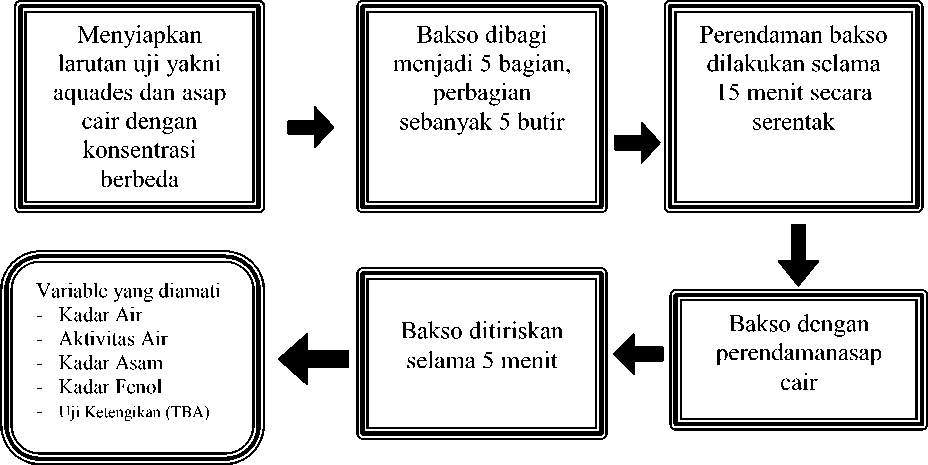 Menyiapkan
larutan uji yakni
aquades dan asap
cair dengan
konsentrasi
berbeda
Bakso dibagi
menjadi 5 bagian,
perbagian
sebanyak 5 butir
Perendaman bakso
dilakukan selama
15 menit secara
serentak
Bakso dengan
perendamanasap
cair
Bakso ditiriskan
selama 5 menit
Variable yang diamati
- Kadar Air
- Aktivitas Air
- Kadar Asam
- Kadar Fenol
- Uji Ketengikan (TBA)